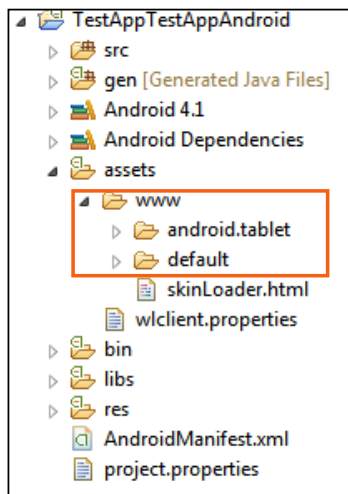 TestAppTestAppAndroid
src
gen [Generated Java Files]
Android 4.1
Android Dependencies
assets
www
android.tablet
default
skinLoader.html
wlclient.properties
bin
libs
res
AndroidManifest.xml
project.properties